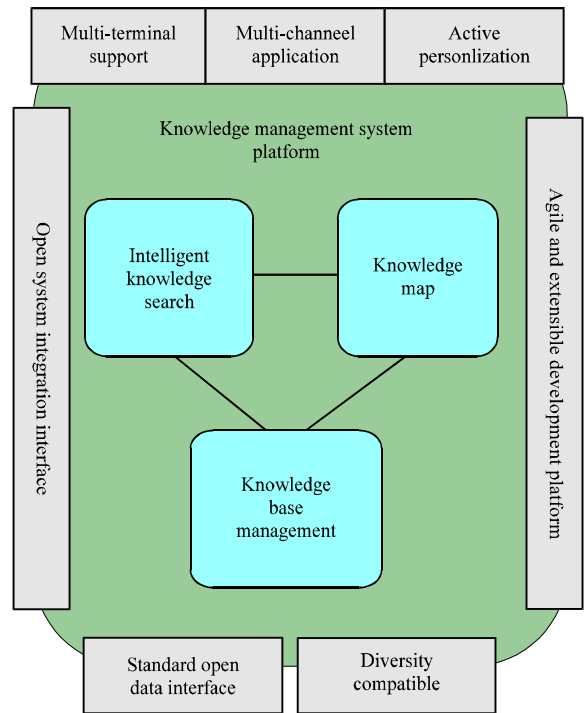 Multi-terminal
support
Multi-channeel
application
Active
personlization
Knowledge management system
platform
Open system integration interface
Intelligent
knowledge
search
Knowledge
map
Agile and extensible development platform
Knowledge
base
management
Standard open
data interface
Diversity
compatible